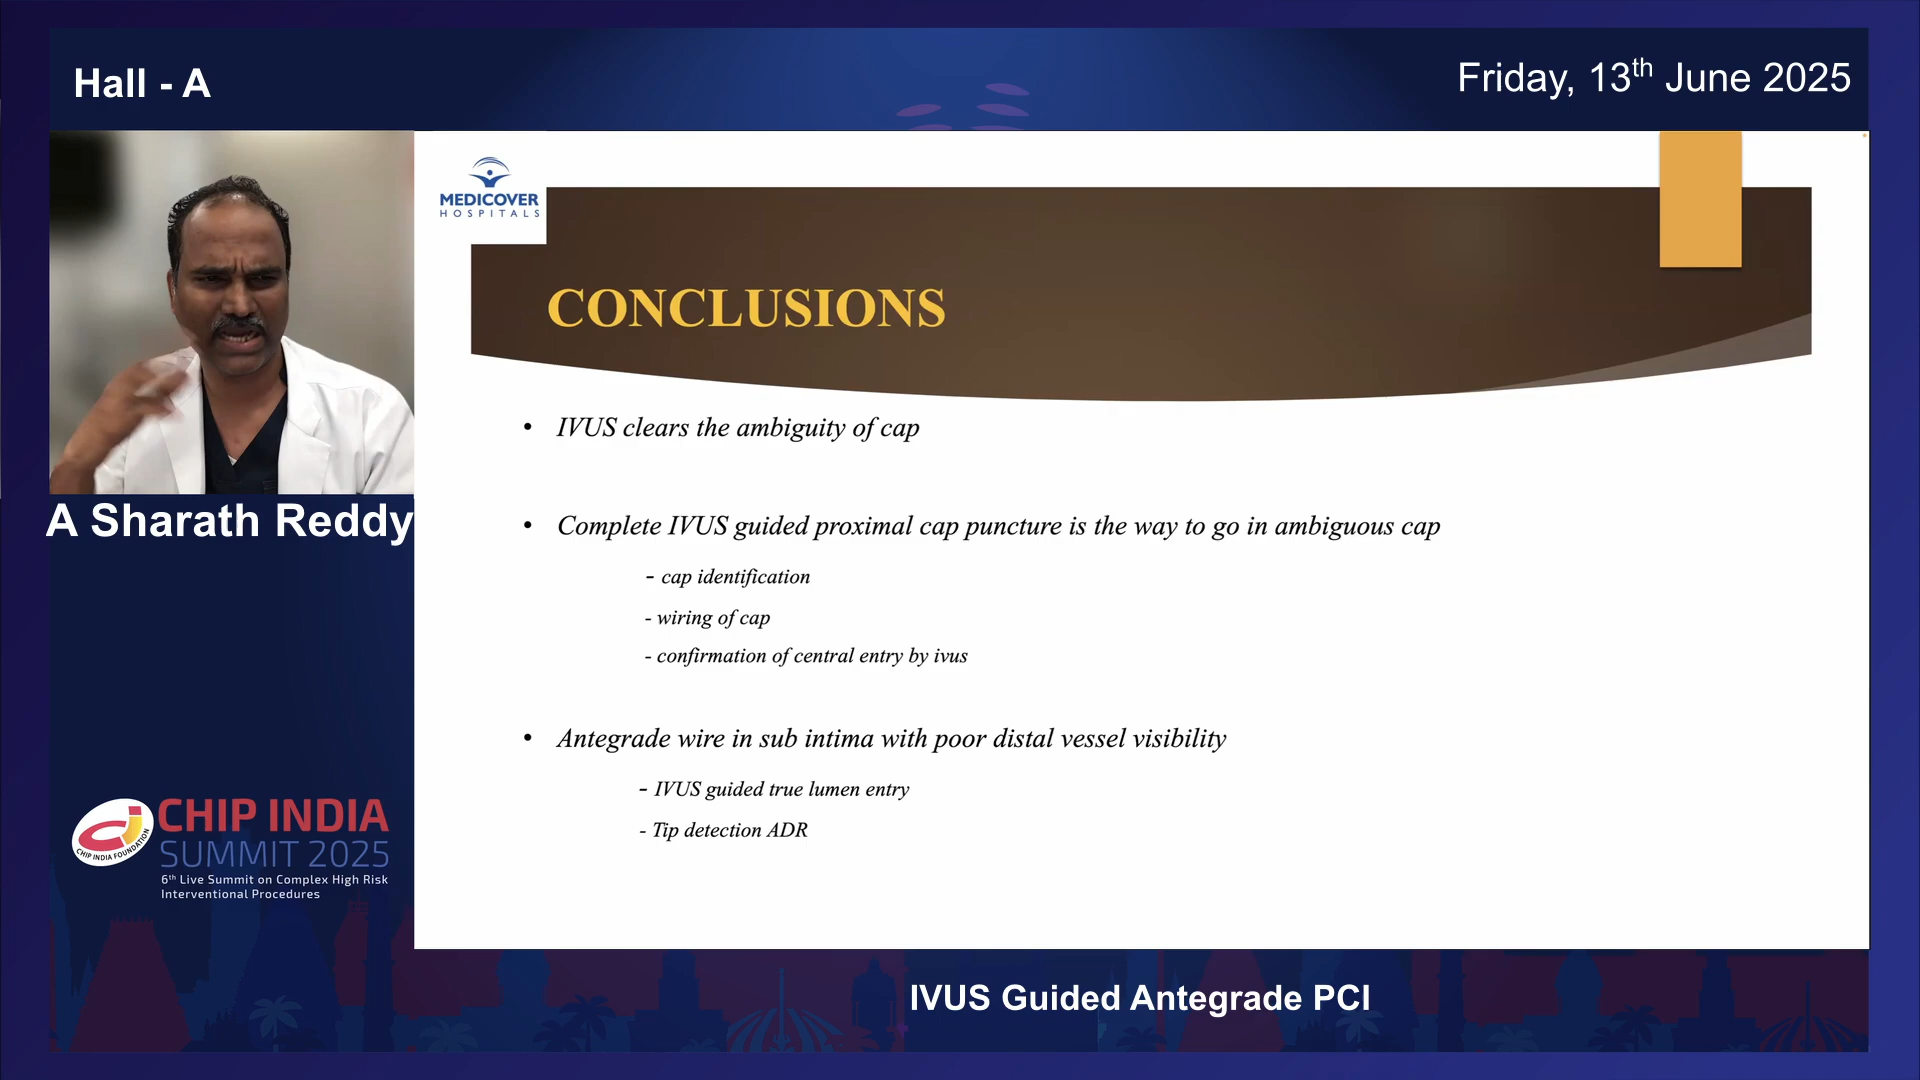 Hall - A
Friday, 13th June 2025
MEDICOVER
HOSPITALS
CONCLUSIONS
• IVUS clears the ambiguity of cap
• Complete IVUS guided proximal cap puncture is the way to go in ambiguous cap
- cap identification
- wiring of cap
- confirmation of central entry by ivus
• Antegrade wire in sub intima with poor distal vessel visibility
- IVUS guided true lumen entry
- Tip detection ADR
A Sharath Reddy
CHIP INDIA FOUNDATION
CHIP INDIA
SUMMIT 2025
6th Live Summit on Complex High Risk
Interventional Procedures
IVUS Guided Antegrade PCI